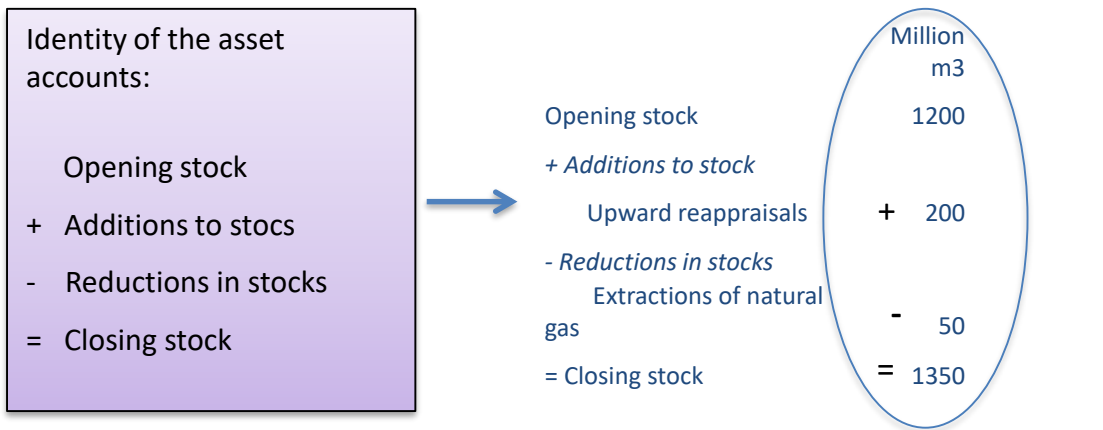 Identity of the asset
accounts:
Opening stock
+ Additions to stocs
- Reductions in stocks
= Closing stock
Million
m3
Opening stock 1200
+ Additions to stock
Upward reappraisals + 200
- Reductions in stocks
Extractions of natural
gas - 50
= Closing stock = 1350